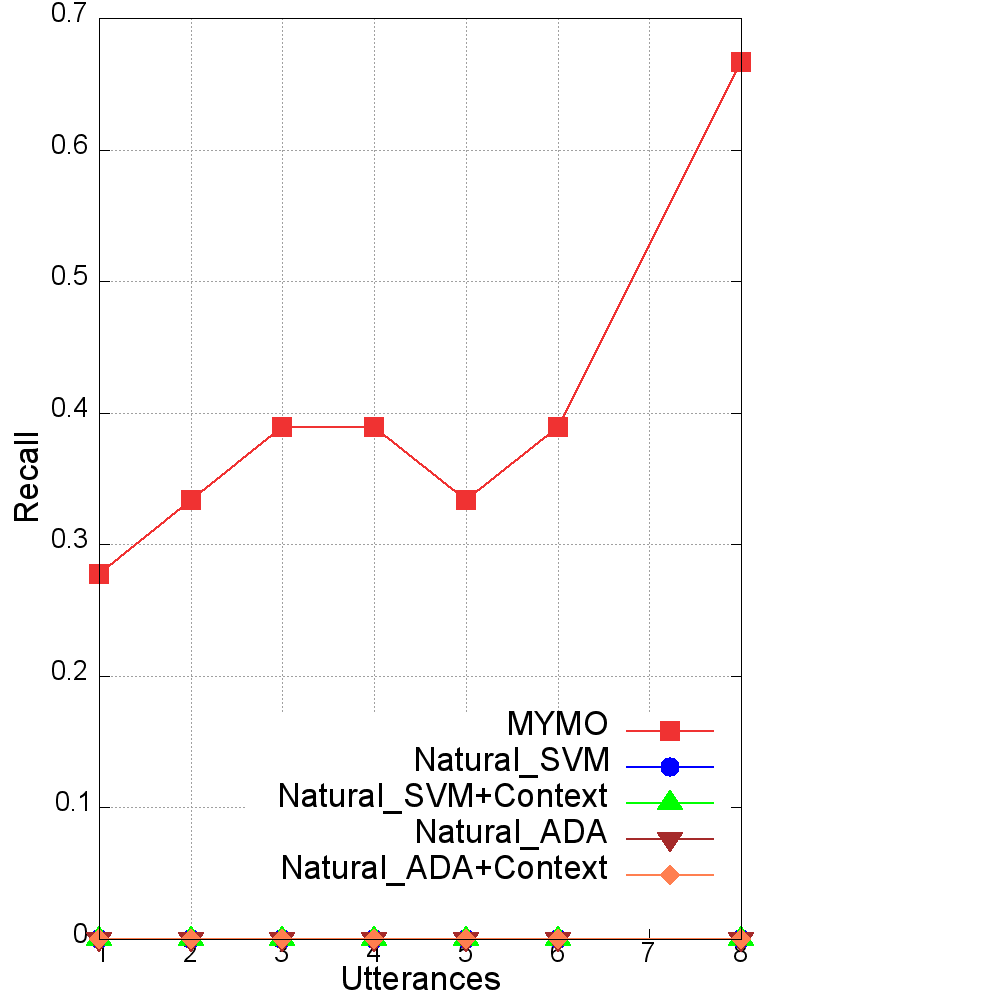 0.7
0.6
0.5
0.4
0.3
0.2
0.1
0
Recall
MYMO
Natural_SVM
Natural_SVM+Context
Natural_ADA
Natural_ADA+Context
1 2 3 4 5 6 7 8
Utterances